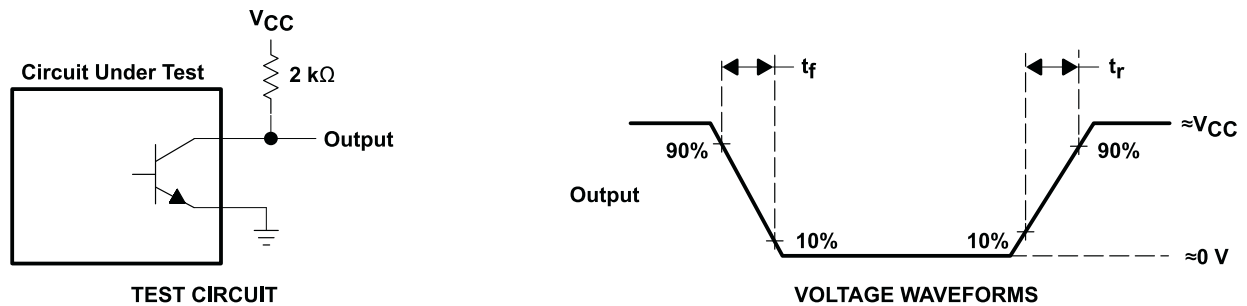 VCC
Circuit Under Test
2 kΩ
Output
TEST CIRCUIT
tf
tr
≈VCC
90%
90%
Output
10%
10%
≈0 V
VOLTAGE WAVEFORMS